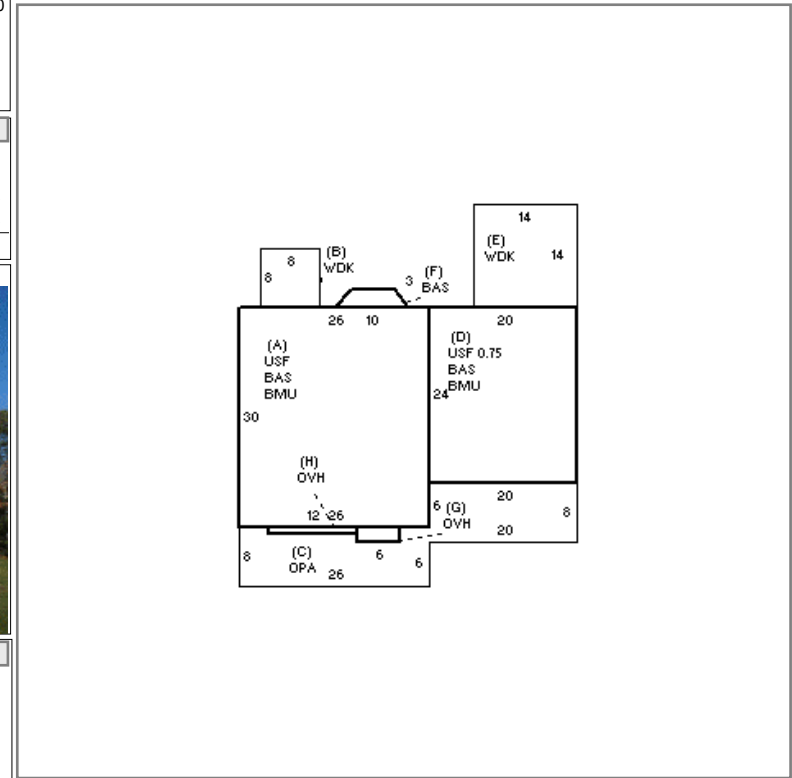 14
(E)
WDK
14
(B)
WDK
8
8
(F)
BAS
3
26
10
20
(A)
USF
BAS
BMU
(D)
USF 0.75
BAS
BMU
24
30
(H)
OVH
12
26
20
6
(G)
OVH
8
20
8
(C)
OPA
6
6
26